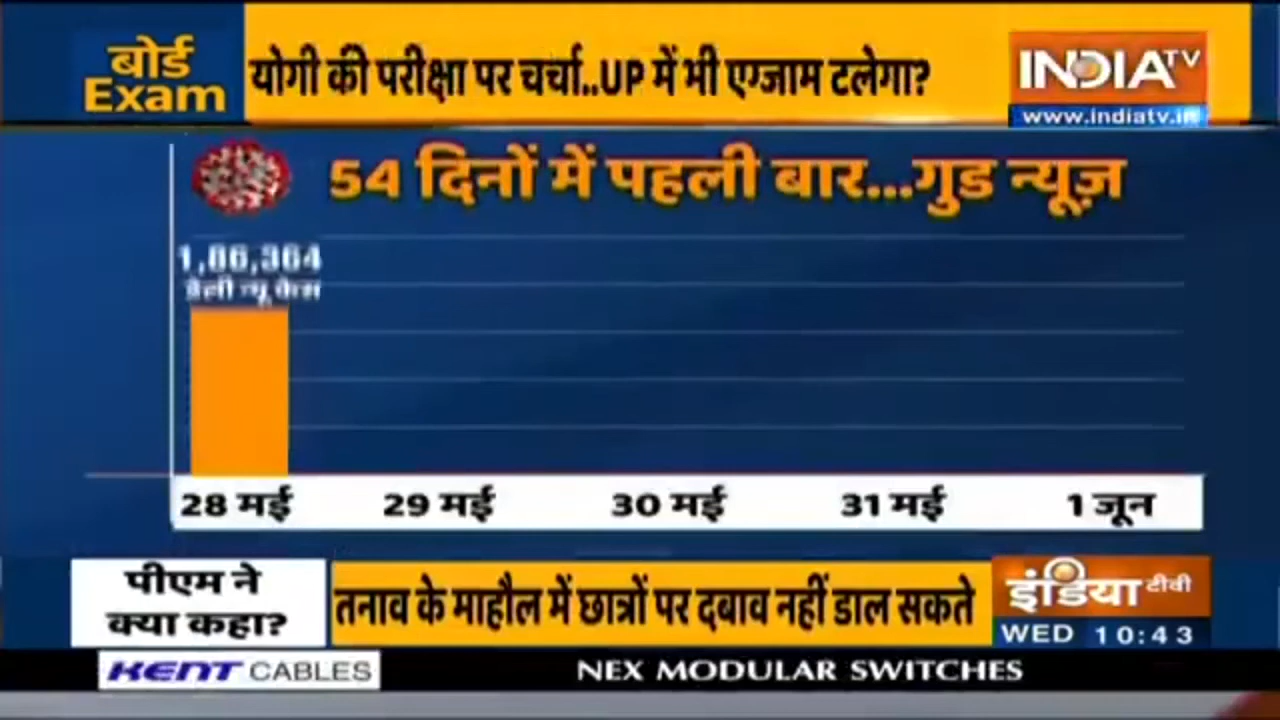 बोर्ड
Exam
योगी की परीक्षा पर चर्चा..UP में भी एग्जाम टलेगा?
INDIA TV
www.indiatv.in
54 दिनों में पहली बार...गुड न्यूज़
1,86,364
डेली न्यू केस
28 मई 29 मई 30 मई 31 मई 1 जून
पीएम ने
क्या कहा?
तनाव के माहौल में छात्रों पर दबाव नहीं डाल सकते
इंडिया टीवी
WED 10:43
KENT CABLES
NEX MODULAR SWITCHES